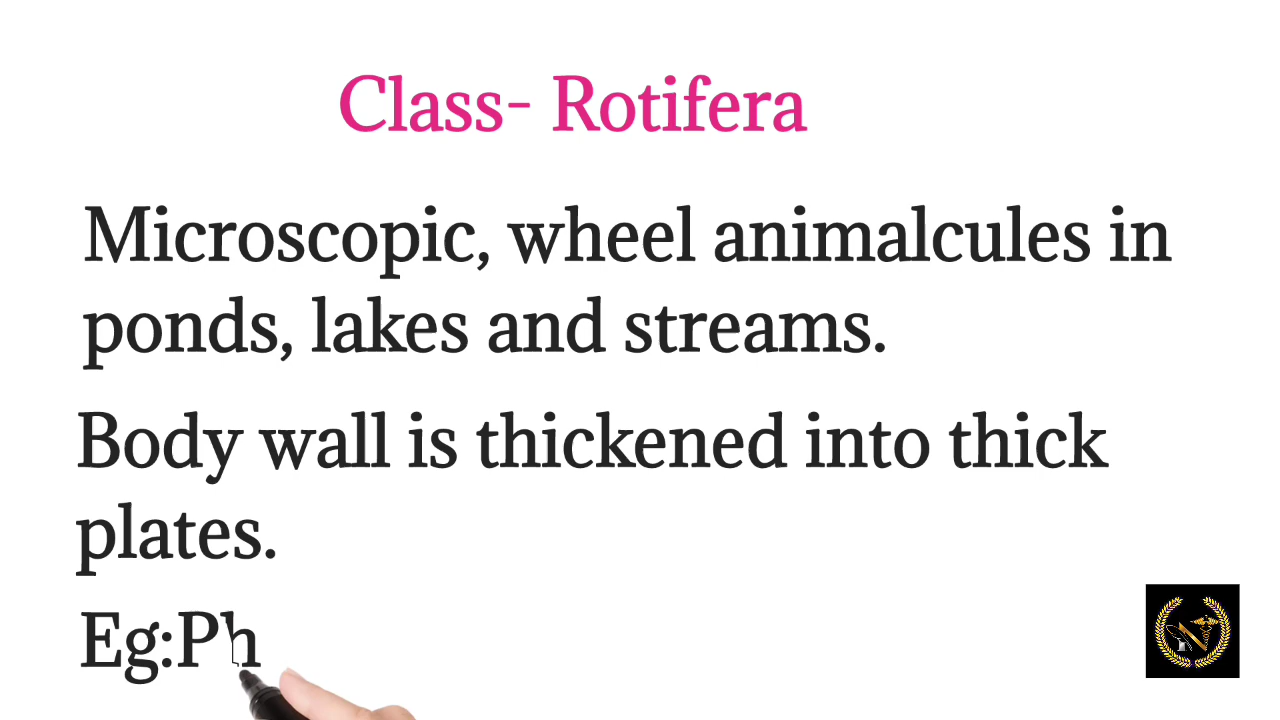 Class- Rotifera
Microscopic, wheel animalcules in
ponds, lakes and streams.
Body wall is thickened into thick
plates.
Eg:Ph